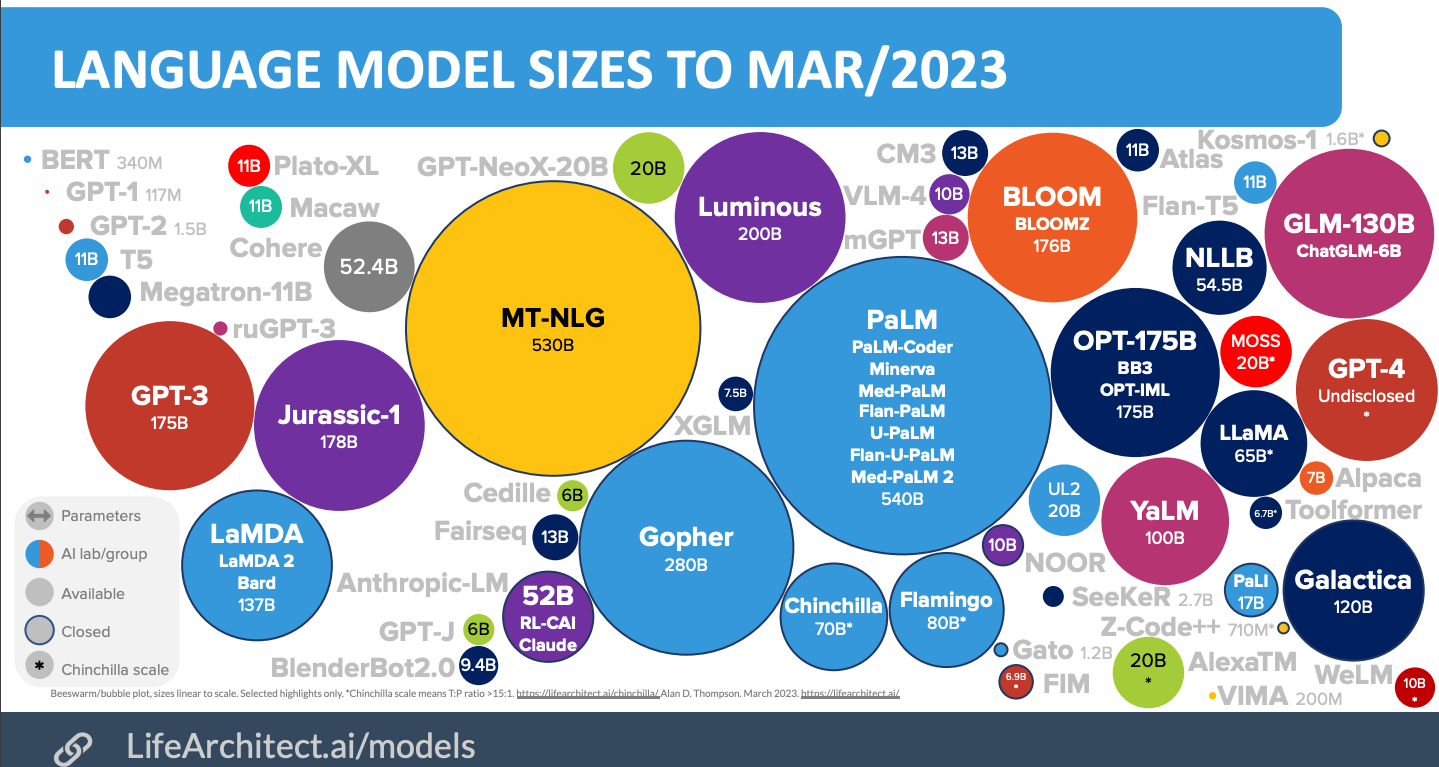 LANGUAGE MODEL SIZES TO MAR/2023
BERT 340M
GPT-1 117M
GPT-2 1.5B
11B T5
Megatron-11B
ruGPT-3
11B Plato-XL
11B Macaw
Cohere
52.4B
GPT-NeoX-20B 20B
MT-NLG
530B
Luminous
200B
CM3 13B
VLM-4 10B
mGPT 13B
BLOOM
BLOOMZ
176B
11B Atlas
Kosmos-1 1.6B*
11B
Flan-T5
NLLB
54.5B
GLM-130B
ChatGLM-6B
GPT-3
175B
Jurassic-1
178B
7.5B
XGLM
PaLM
PaLM-Coder
Minerva
Med-PaLM
Flan-PaLM
U-PaLM
Flan-U-PaLM
Med-PaLM 2
540B
OPT-175B
BB3
OPT-IML
175B
MOSS
20B*
GPT-4
Undisclosed
*
LLaMA
65B*
7B Alpaca
6.7B* Toolformer
UL2
20B
YaLM
100B
Cedille 6B
Fairseq 13B
Gopher
280B
LaMDA
LaMDA 2
Bard
137B
Anthropic-LM
52B
RL-CAI
Claude
GPT-J 6B
BlenderBot2.0 9.4B
Chinchilla
70B*
Flamingo
80B*
10B
NOOR
SeeKeR 2.7B
PaLI
17B
Galactica
120B
Z-Code++ 710M*
Gato 1.2B
6.9B
*
FIM
20B
*
AlexaTM
VIMA 200M
WeLM
10B
*
Parameters
AI lab/group
Available
Closed
* Chinchilla scale
Beeswarm/bubble plot, sizes linear to scale. Selected highlights only. *Chinchilla scale means T:P ratio >15:1. https://lifearchitect.ai/chinchilla/ Alan D. Thompson. March 2023. https://lifearchitect.ai/
LifeArchitect.ai/models